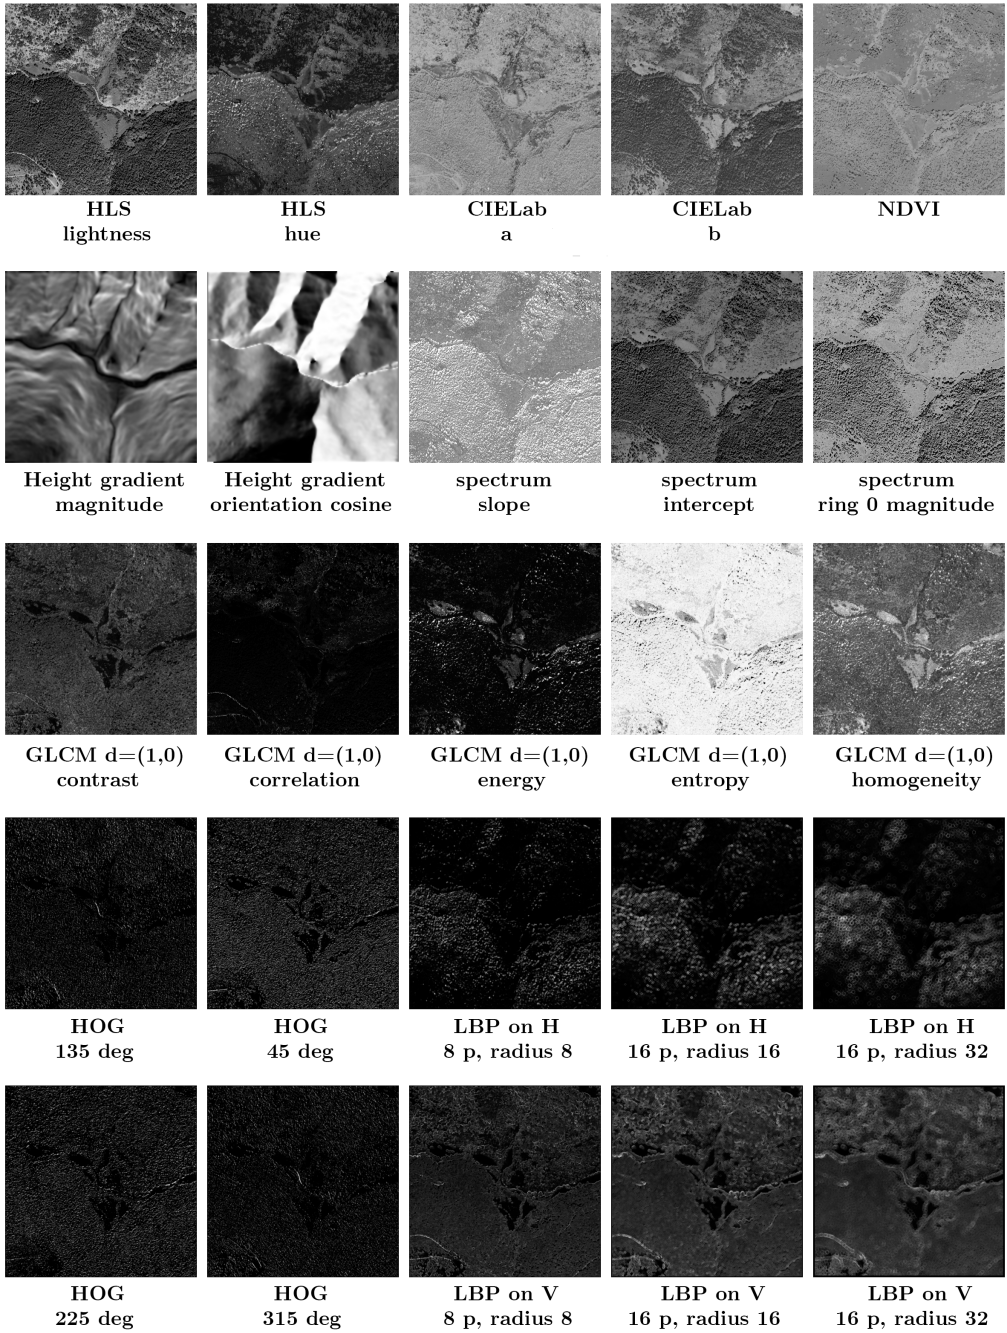 HLS
lightness
HLS
hue
CIELab
a
CIELab
b
NDVI
Height gradient
magnitude
Height gradient
orientation cosine
spectrum
slope
spectrum
intercept
spectrum
ring 0 magnitude
GLCM d=(1,0)
contrast
GLCM d=(1,0)
correlation
GLCM d=(1,0)
energy
GLCM d=(1,0)
entropy
GLCM d=(1,0)
homogeneity
HOG
135 deg
HOG
45 deg
LBP on H
8 p, radius 8
LBP on H
16 p, radius 16
LBP on H
16 p, radius 32
HOG
225 deg
HOG
315 deg
LBP on V
8 p, radius 8
LBP on V
16 p, radius 16
LBP on V
16 p, radius 32